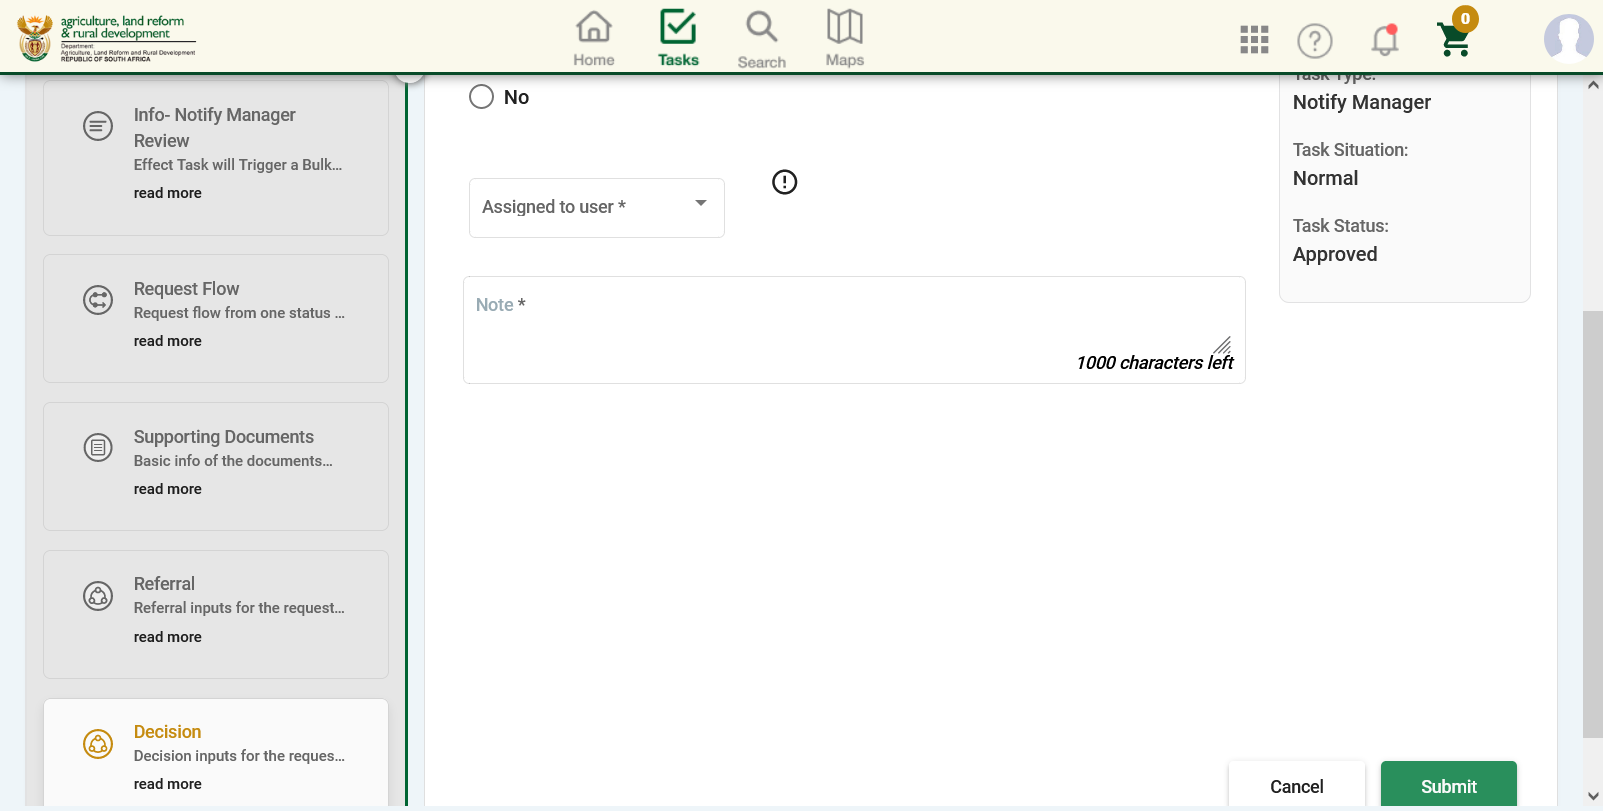 agriculture, land reform
& rural development
Department:
Agriculture, Land Reform and Rural Development
REPUBLIC OF SOUTH AFRICA
Home
Tasks
Search
Maps
?
0
Info- Notify Manager
Review
Effect Task will Trigger a Bulk...
read more
Request Flow
Request flow from one status ...
read more
Supporting Documents
Basic info of the documents...
read more
Referral
Referral inputs for the request...
read more
Decision
Decision inputs for the reques...
read more
No
Assigned to user *
Note *
1000 characters left
Task Type:
Notify Manager
Task Situation:
Normal
Task Status:
Approved
Cancel
Submit